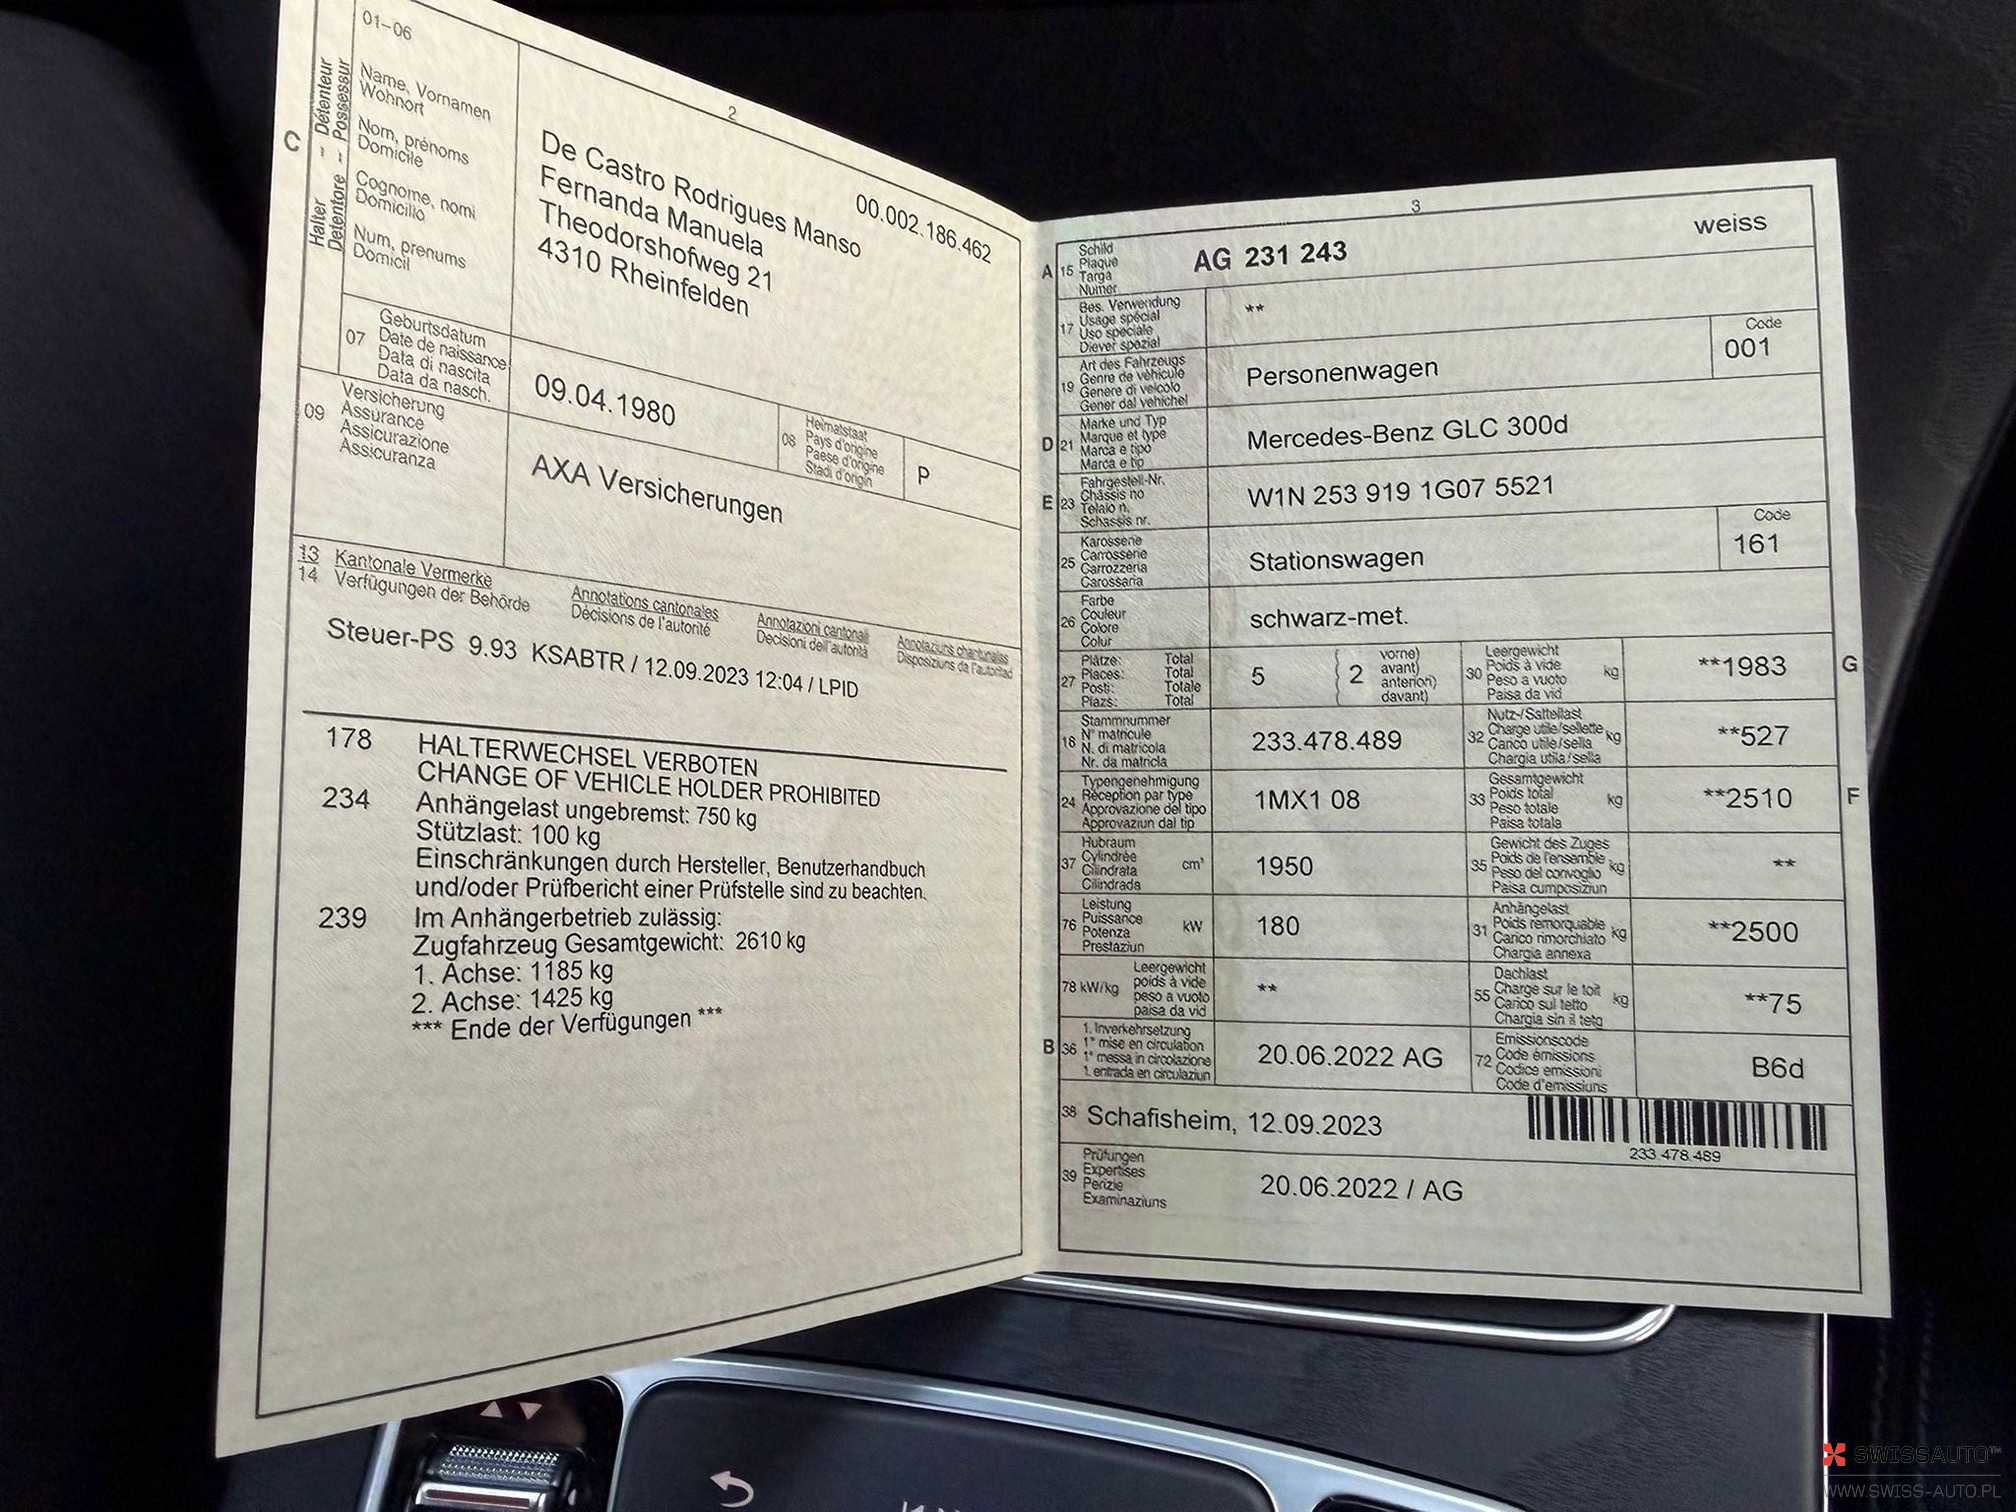 01-06
2
C
Halter – Détenteur
Detentore – Possessur
Name, Vornamen
Wohnort
Nom, prénoms
Domicile
Cognome, nomi
Domicilio
Num, prenums
Domicil
00.002.186.462
De Castro Rodrigues Manso
Fernanda Manuela
Theodorshofweg 21
4310 Rheinfelden
07
Geburtsdatum
Date de naissance
Data di nascita
Data da nasch.
09.04.1980
08
Heimatstaat
Pays d'origine
Paese d'origine
Stadi d'origin
P
09
Versicherung
Assurance
Assicurazione
Assicuranza
AXA Versicherungen
13 Kantonale Vermerke
14 Verfügungen der Behörde
Annotations cantonales
Décisions de l'autorité
Annotazioni cantonali
Decisioni dell'autorità
Annotaziuns chantunalas
Disposiziuns da l'autoritad
Steuer-PS 9.93 KSABTR / 12.09.2023 12:04 / LPID
178 HALTERWECHSEL VERBOTEN
CHANGE OF VEHICLE HOLDER PROHIBITED
234 Anhängelast ungebremst: 750 kg
Stützlast: 100 kg
Einschränkungen durch Hersteller, Benutzerhandbuch
und/oder Prüfbericht einer Prüfstelle sind zu beachten.
239 Im Anhängerbetrieb zulässig:
Zugfahrzeug Gesamtgewicht: 2610 kg
1. Achse: 1185 kg
2. Achse: 1425 kg
*** Ende der Verfügungen ***
3
A 15
Schild
Plaque
Targa
Numer
AG 231 243
weiss
17
Bes. Verwendung
Usage spécial
Uso speciale
Diever spezial
**
19
Art des Fahrzeugs
Genre de véhicule
Genere di veicolo
Gener dal vehichel
Personenwagen
Code
001
D 21
Marke und Typ
Marque et type
Marca e tipo
Marca e tip
Mercedes-Benz GLC 300d
E 23
Fahrgestell-Nr.
Châssis no
Telaio n.
Schassis nr.
W1N 253 919 1G07 5521
25
Karosserie
Carrosserie
Carrozzeria
Carossaria
Stationswagen
Code
161
26
Farbe
Couleur
Colore
Colur
schwarz-met.
27
Plätze: Total
Places: Total
Posti: Totale
Plazs: Total
5
2
vorne)
avant)
anteriori)
davant)
30
Leergewicht
Poids à vide
Peso a vuoto
Paisa da vid
kg
**1983
G
18
Stammnummer
N° matricule
N. di matricola
Nr. da matricla
233.478.489
32
Nutz-/Sattellast
Charge utile/sellette
Carico utile/sella
Chargia utila/sella
kg
**527
24
Typengenehmigung
Réception par type
Approvazione del tipo
Approvaziun dal tip
1MX1 08
33
Gesamtgewicht
Poids total
Peso totale
Paisa totala
kg
**2510
F
37
Hubraum
Cylindrée
Cilindrata
Cilindrada
cm³
1950
35
Gewicht des Zuges
Poids de l'ensemble
Peso del convoglio
Paisa cumposiziun
kg
**
76
Leistung
Puissance
Potenza
Prestaziun
kW
180
31
Anhängelast
Poids remorquable
Carico rimorchiato
Chargia annexa
kg
**2500
78 kW/kg
Leergewicht
poids à vide
peso a vuoto
paisa da vid
**
55
Dachlast
Charge sur le toit
Carico sul tetto
Chargia sin il tetg
kg
**75
B 36
1. Inverkehrsetzung
1° mise en circulation
1° messa in circolazione
1. entrada en circulaziun
20.06.2022 AG
72
Emissionscode
Code émissions
Codice emissioni
Code d'emissiuns
B6d
38 Schafisheim, 12.09.2023
233.478.489
39
Prüfungen
Expertises
Perizie
Examinaziuns
20.06.2022 / AG
SWISSAUTO™
WWW.SWISS-AUTO.PL